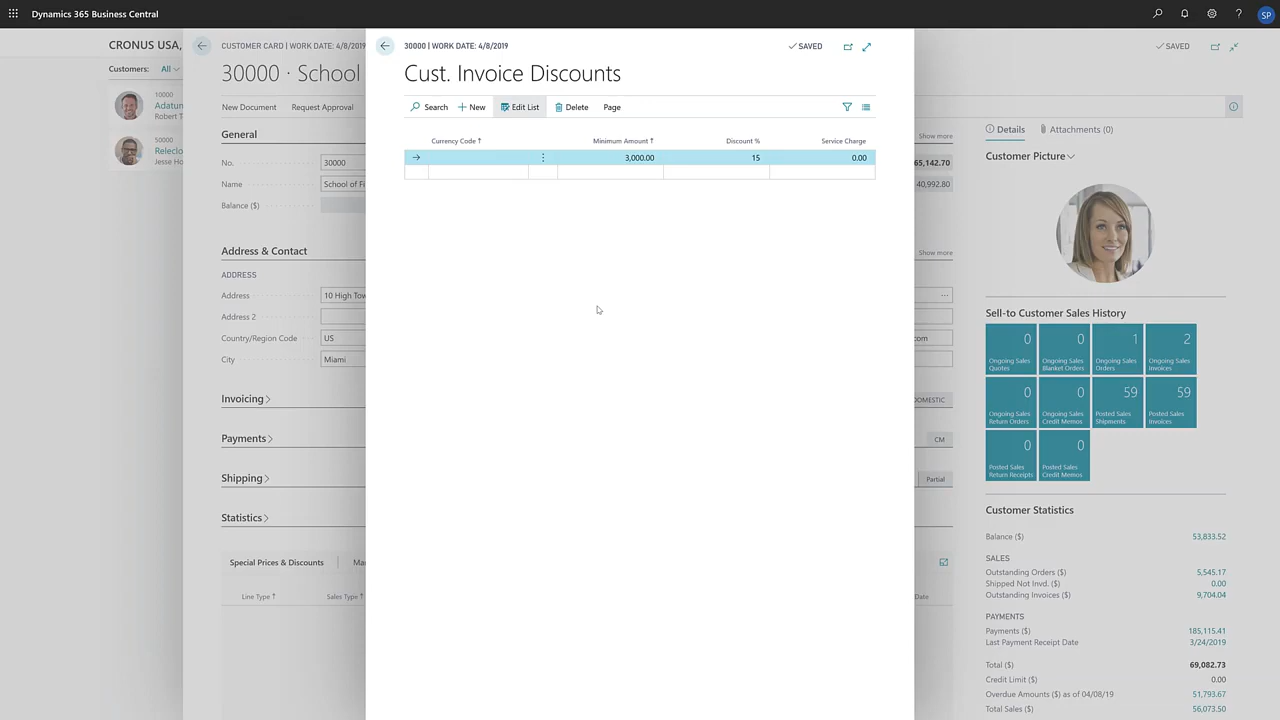 Dynamics 365 Business Central
SP
CRONUS USA,
Customers: All
10000
Adatun
Robert T
50000
Releclo
Jesse Ho
CUSTOMER CARD | WORK DATE: 4/8/2019
30000 · School
New Document
Request Approval
General
No.
30000
Name
School of Fi
Balance ($)
Address & Contact
ADDRESS
Address
10 High Tow
Address 2
Country/Region Code
US
City
Miami
Invoicing
Payments
Shipping
Statistics
Special Prices & Discounts
Ma
Line Type ↑
Sales Type ↑
30000 | WORK DATE: 4/8/2019
✓ SAVED
Cust. Invoice Discounts
Search
+ New
Edit List
Delete
Page
Currency Code ↑
Minimum Amount ↑
Discount %
Service Charge
→
3,000.00
15
0.00
✓ SAVED
Show more
65,142.70
40,992.80
Show more
...
com
DOMESTIC
CM
Partial
Date
Details
Attachments (0)
Customer Picture
Sell-to Customer Sales History
0
Ongoing Sales
Quotes
0
Ongoing Sales
Blanket Orders
1
Ongoing Sales
Orders
2
Ongoing Sales
Invoices
0
Ongoing Sales
Return Orders
0
Ongoing Sales
Credit Memos
59
Posted Sales
Shipments
59
Posted Sales
Invoices
0
Posted Sales
Return Receipts
0
Posted Sales
Credit Memos
Customer Statistics
Balance ($)
53,833.52
SALES
Outstanding Orders ($)
5,545.17
Shipped Not Invd. ($)
0.00
Outstanding Invoices ($)
9,704.04
PAYMENTS
Payments ($)
185,115.41
Last Payment Receipt Date
3/24/2019
Total ($)
69,082.73
Credit Limit ($)
0.00
Overdue Amounts ($) as of 04/08/19
51,793.67
Total Sales ($)
56,073.50